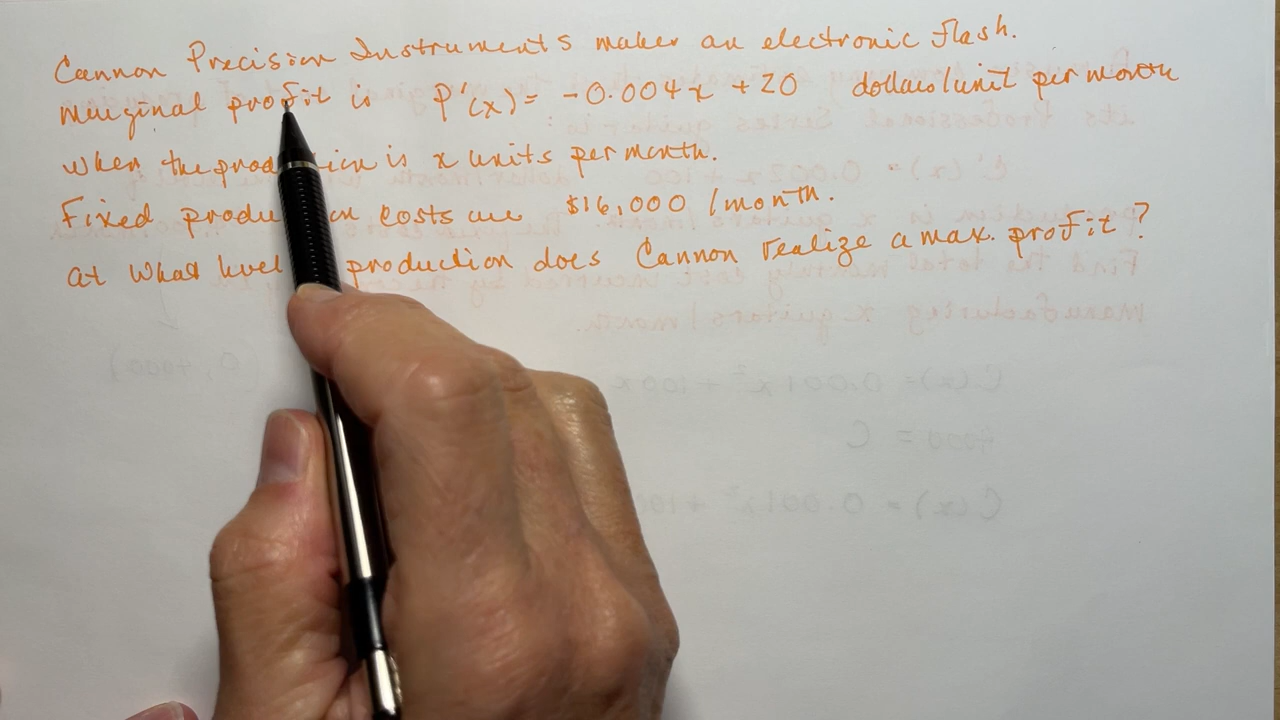 Cannon Precision Instruments makes an electronic flash.
Marginal profit is P'(x) = -0.004x + 20 dollars/unit per month
when the production is x units per month.
Fixed production costs are $16,000 /month.
at what level production does Cannon realize a max. profit?